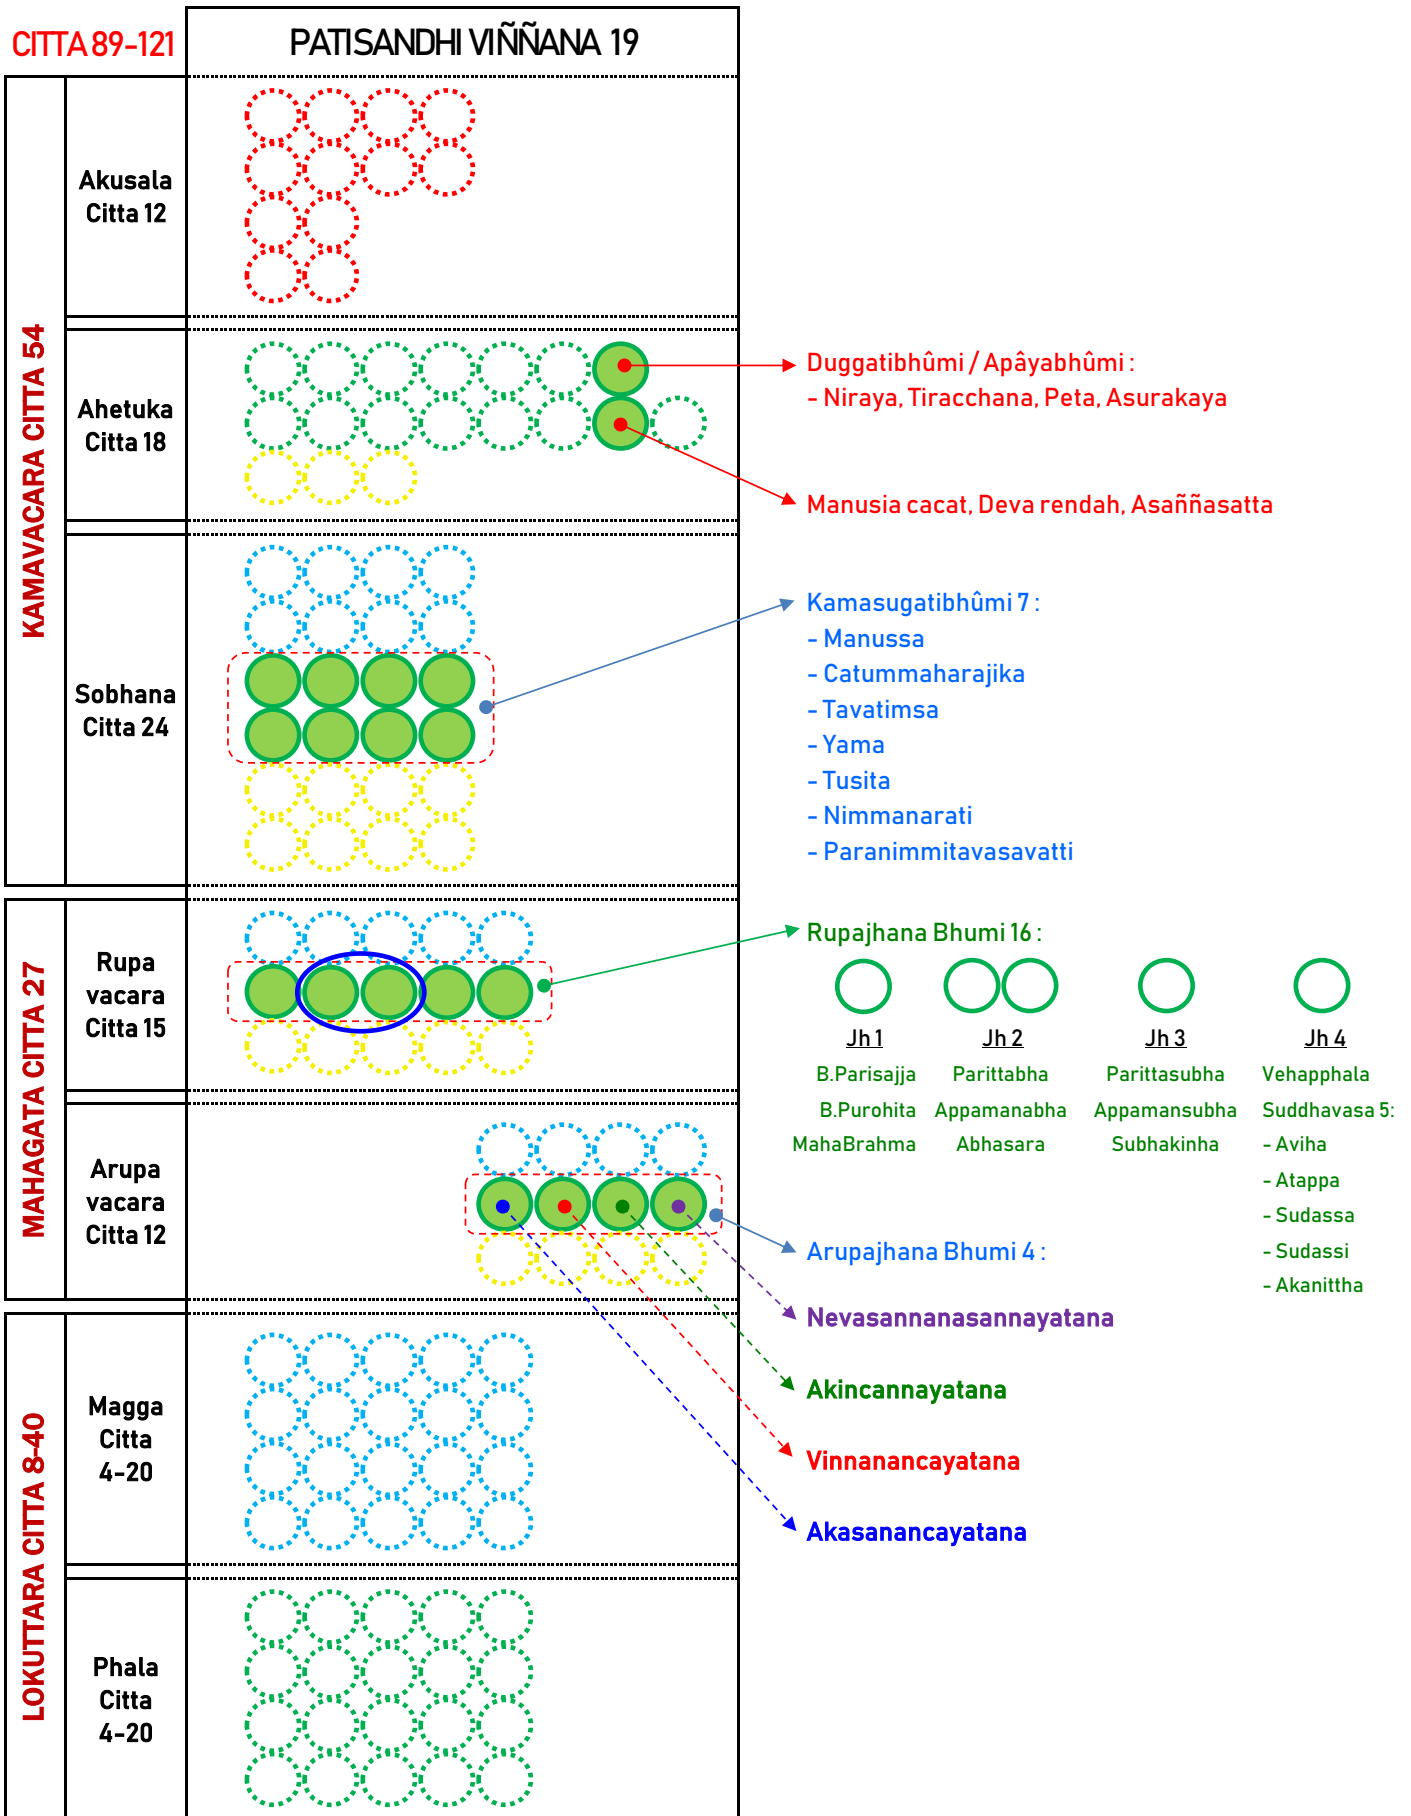 CITTA 89-121
PATISANDHI VIÑÑANA 19
KAMAVACARA CITTA 54
Akusala
Citta 12
Ahetuka
Citta 18
Duggatibhûmi / Apâyabhûmi :
- Niraya, Tiracchana, Peta, Asurakaya
Manusia cacat, Deva rendah, Asaññasatta
Sobhana
Citta 24
Kamasugatibhûmi 7 :
- Manussa
- Catummaharajika
- Tavatimsa
- Yama
- Tusita
- Nimmanarati
- Paranimmitavasavatti
MAHAGATA CITTA 27
Rupa
vacara
Citta 15
Rupajhana Bhumi 16 :
Jh 1
B.Parisajja
B.Purohita
MahaBrahma
Jh 2
Parittabha
Appamanabha
Abhasara
Jh 3
Parittasubha
Appamansubha
Subhakinha
Jh 4
Vehapphala
Suddhavasa 5:
- Aviha
- Atappa
- Sudassa
- Sudassi
- Akanittha
Arupa
vacara
Citta 12
Arupajhana Bhumi 4 :
Nevasannanasannayatana
Akincannayatana
Vinnanancayatana
Akasanancayatana
LOKUTTARA CITTA 8-40
Magga
Citta
4-20
Phala
Citta
4-20